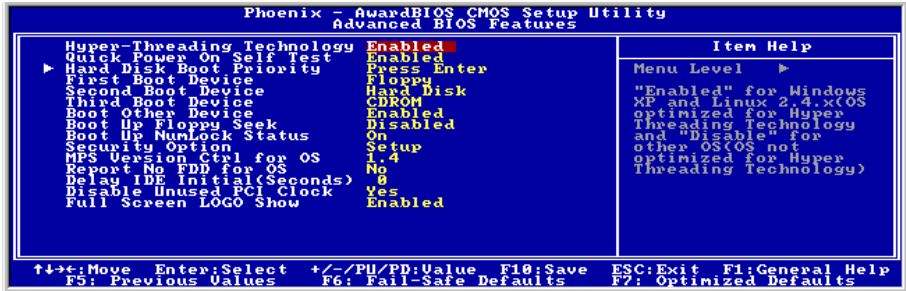 Phoenix - AwardBIOS CMOS Setup Utility
Advanced BIOS Features
Hyper-Threading Technology Enabled
Quick Power On Self Test Enabled
► Hard Disk Boot Priority Press Enter
First Boot Device Floppy
Second Boot Device Hard Disk
Third Boot Device CDROM
Boot Other Device Enabled
Boot Up Floppy Seek Disabled
Boot Up NumLock Status On
Security Option Setup
MPS Version Ctrl for OS 1.4
Report No FDD for OS No
Delay IDE Initial(Seconds) 0
Disable Unused PCI Clock Yes
Full Screen LOGO Show Enabled
Item Help
Menu Level ►
"Enabled" for Windows
XP and Linux 2.4.x(OS
optimized for Hyper
Threading Technology
and "Disable" for
other OS(OS not
optimized for Hyper
Threading Technology)
↑↓→←:Move Enter:Select +/-/PU/PD:Value F10:Save ESC:Exit F1:General Help
F5: Previous Values F6: Fail-Safe Defaults F7: Optimized Defaults